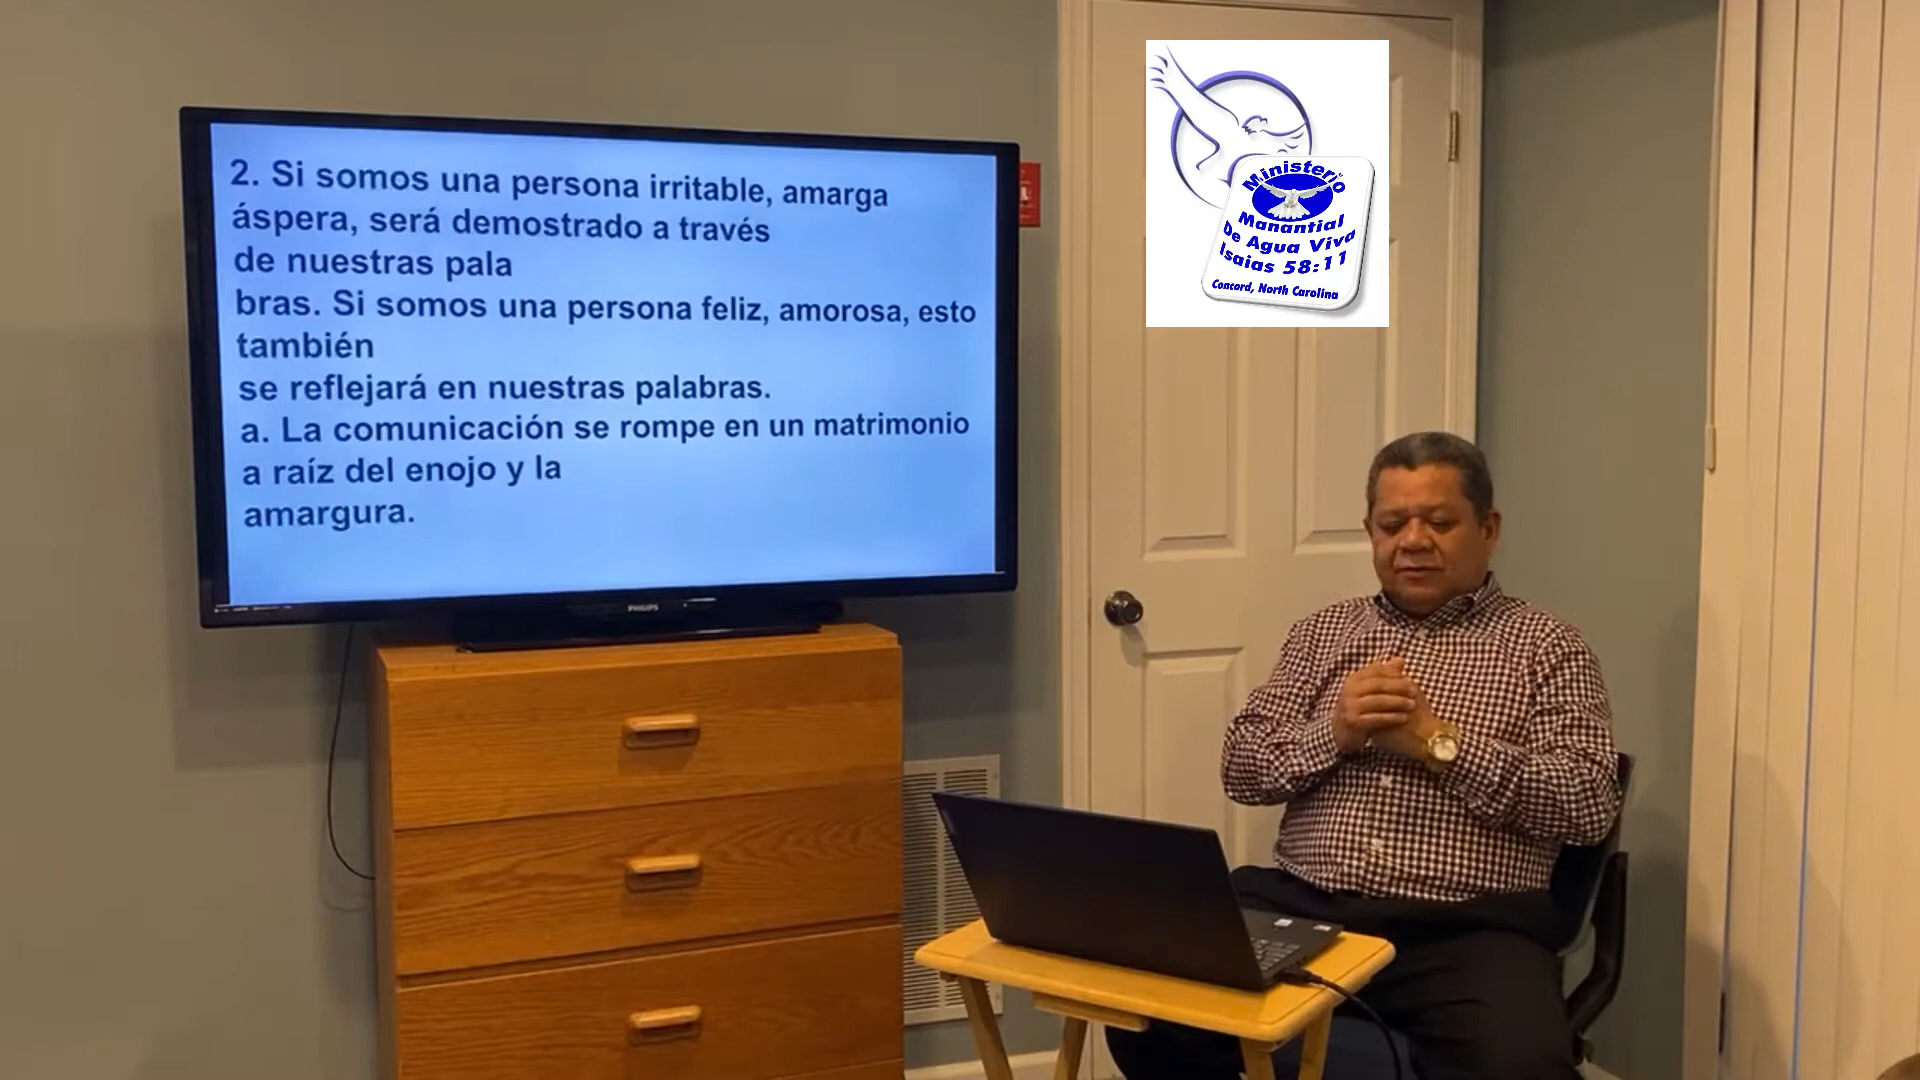 2. Si somos una persona irritable, amarga
áspera, será demostrado a través
de nuestras pala
bras. Si somos una persona feliz, amorosa, esto
también
se reflejará en nuestras palabras.
a. La comunicación se rompe en un matrimonio
a raíz del enojo y la
amargura.
PHILIPS
Ministerio
Manantial
De Agua Viva
Isaias 58:11
Concord, North Carolina